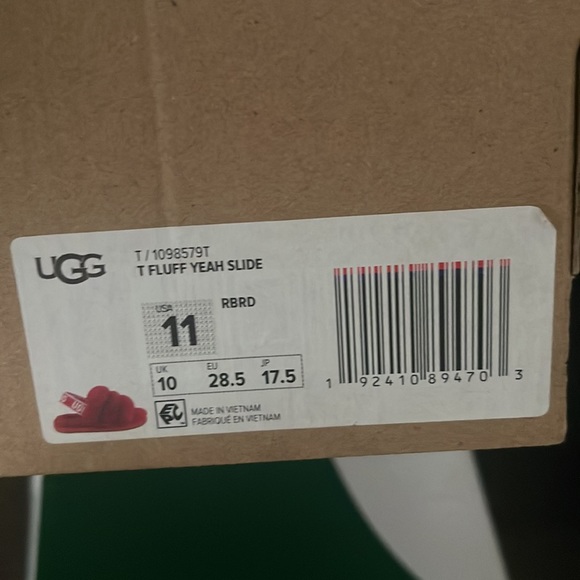 UGG
T / 1098579T
T FLUFF YEAH SLIDE
US#
11
RBRD
UK EU JP
10 28.5 17.5
MADE IN VIETNAM
FABRIQUÉ EN VIETNAM
1 92410 89470 3